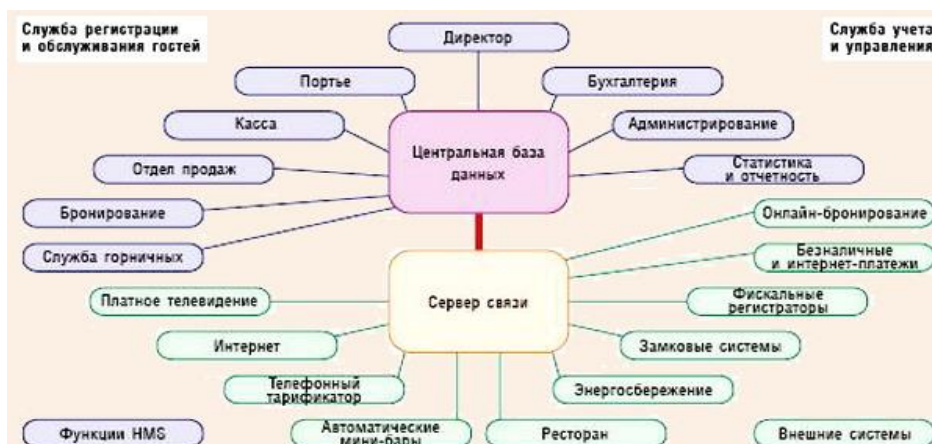 Служба регистрации
и обслуживания гостей
Служба учета
и управления
Директор
Портье
Бухгалтерия
Касса
Администрирование
Центральная база
данных
Отдел продаж
Статистика
и отчетность
Бронирование
Онлайн-бронирование
Служба горничных
Безналичные
и интернет-платежи
Платное телевидение
Сервер связи
Фискальные
регистраторы
Интернет
Замковые системы
Телефонный
тарификатор
Энергосбережение
Функции HMS
Автоматические
мини-бары
Ресторан
Внешние системы